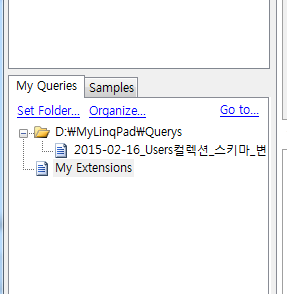 My Queries Samples
Set Folder... Organize... Go to...
D:₩MyLinqPad₩Querys
2015-02-16_Users컬렉션_스키마_변
My Extensions